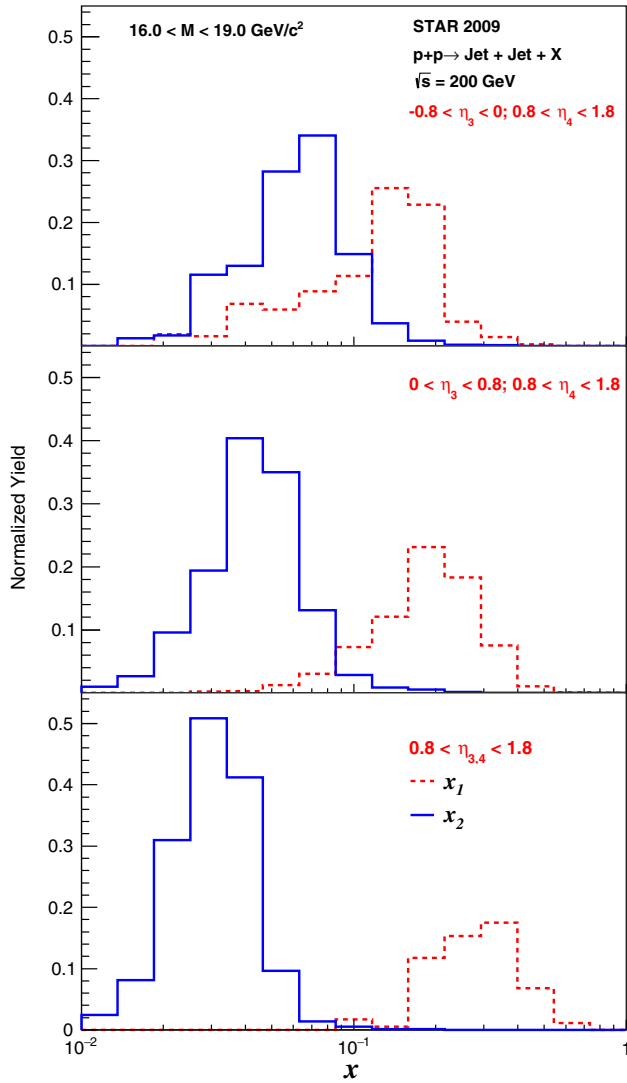 16.0 < M < 19.0 GeV/c²
STAR 2009
p+p→ Jet + Jet + X
√s = 200 GeV
-0.8 < η₃ < 0; 0.8 < η₄ < 1.8
0.5
0.4
0.3
0.2
0.1
0 < η₃ < 0.8; 0.8 < η₄ < 1.8
0.5
0.4
0.3
0.2
0.1
Normalized Yield
0.8 < η₃,₄ < 1.8
x₁
x₂
0.5
0.4
0.3
0.2
0.1
0
10⁻² 10⁻¹ 1
x